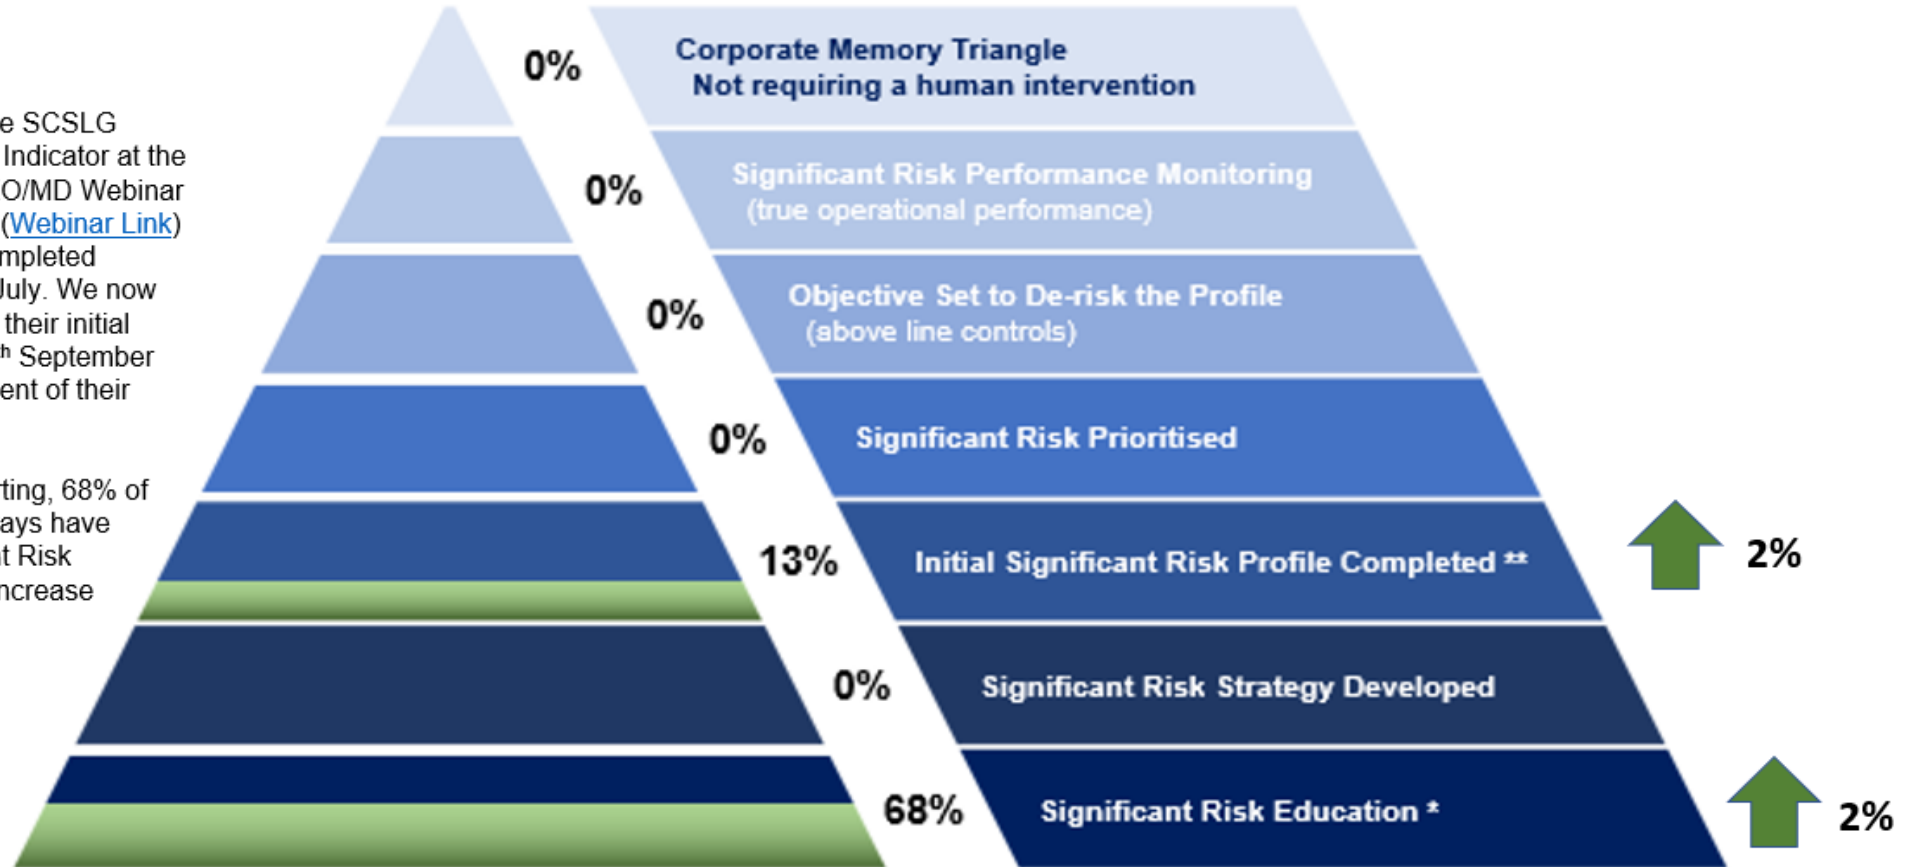 e SCSLG
Indicator at the
O/MD Webinar
(Webinar Link)
mpleted
July. We now
their initial
th September
ent of their
rting, 68% of
ays have
t Risk
ncrease
0%
Corporate Memory Triangle
Not requiring a human intervention
0%
Significant Risk Performance Monitoring
(true operational performance)
0%
Objective Set to De-risk the Profile
(above line controls)
0%
Significant Risk Prioritised
13%
Initial Significant Risk Profile Completed **
2%
0%
Significant Risk Strategy Developed
68%
Significant Risk Education *
2%